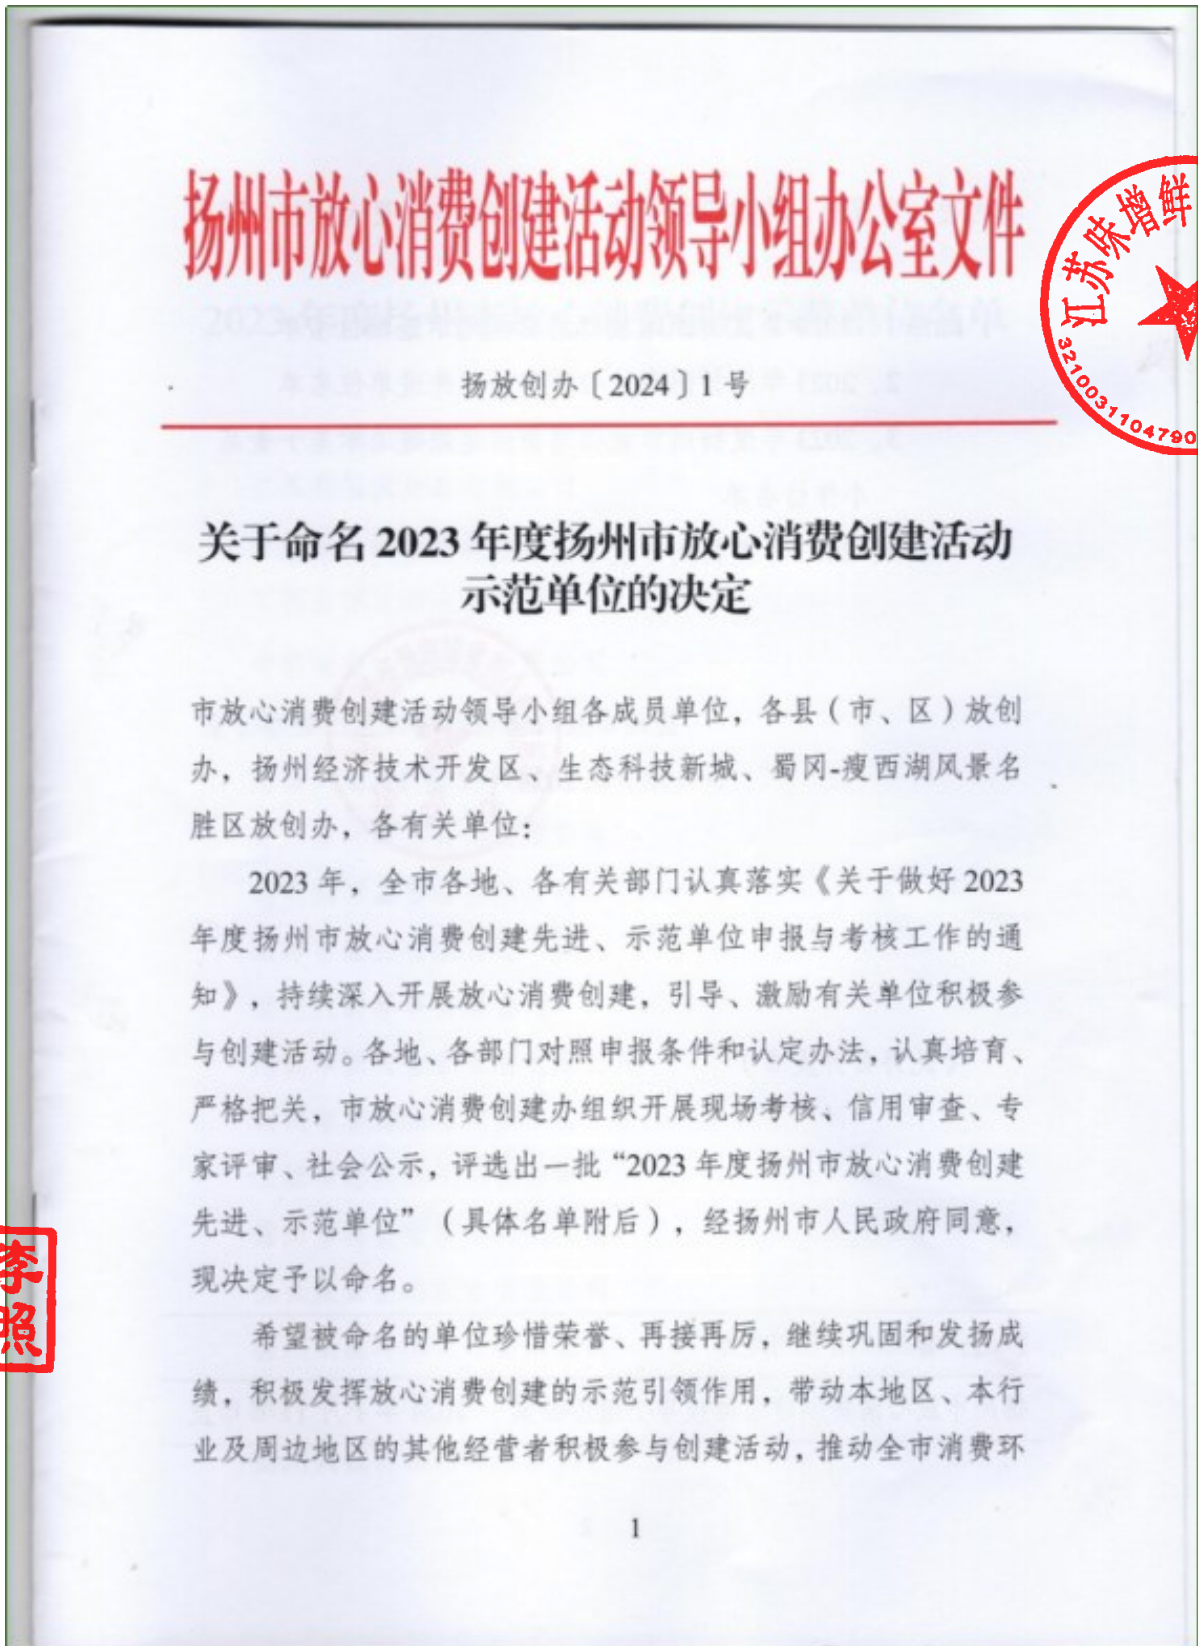 扬州市放心消费创建活动领导小组办公室文件
江苏味增鲜
3210031104790
扬放创办〔2024〕1号
关于命名2023年度扬州市放心消费创建活动
示范单位的决定
市放心消费创建活动领导小组各成员单位，各县（市、区）放创
办，扬州经济技术开发区、生态科技新城、蜀冈-瘦西湖风景名
胜区放创办，各有关单位：
2023年，全市各地、各有关部门认真落实《关于做好2023
年度扬州市放心消费创建先进、示范单位申报与考核工作的通
知》，持续深入开展放心消费创建，引导、激励有关单位积极参
与创建活动。各地、各部门对照申报条件和认定办法，认真培育、
严格把关，市放心消费创建办组织开展现场考核、信用审查、专
家评审、社会公示，评选出一批“2023年度扬州市放心消费创建
先进、示范单位”（具体名单附后），经扬州市人民政府同意，
现决定予以命名。
李
照
希望被命名的单位珍惜荣誉、再接再厉，继续巩固和发扬成
绩，积极发挥放心消费创建的示范引领作用，带动本地区、本行
业及周边地区的其他经营者积极参与创建活动，推动全市消费环
1